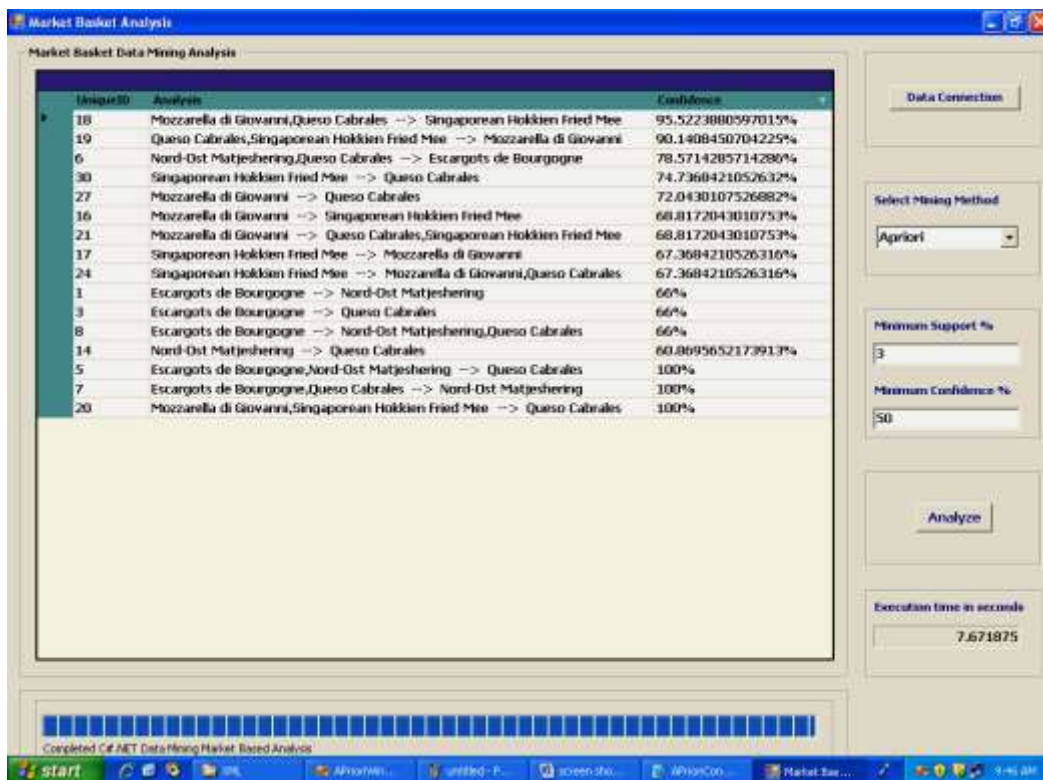 Market Basket Analysis
Market Basket Data Mining Analysis
UniqueID Analysis Confidence
18 Mozzarella di Giovanni,Queso Cabrales --> Singaporean Hokkien Fried Mee 95.5223880597015%
19 Queso Cabrales,Singaporean Hokkien Fried Mee --> Mozzarella di Giovanni 90.1408450704225%
6 Nord-Ost Matjeshering,Queso Cabrales --> Escargots de Bourgogne 78.5714285714286%
30 Singaporean Hokkien Fried Mee --> Queso Cabrales 74.7368421052632%
27 Mozzarella di Giovanni --> Queso Cabrales 72.0430107526882%
16 Mozzarella di Giovanni --> Singaporean Hokkien Fried Mee 68.8172043010753%
21 Mozzarella di Giovanni --> Queso Cabrales,Singaporean Hokkien Fried Mee 68.8172043010753%
17 Singaporean Hokkien Fried Mee --> Mozzarella di Giovanni 67.3684210526316%
24 Singaporean Hokkien Fried Mee --> Mozzarella di Giovanni,Queso Cabrales 67.3684210526316%
1 Escargots de Bourgogne --> Nord-Ost Matjeshering 66%
3 Escargots de Bourgogne --> Queso Cabrales 66%
8 Escargots de Bourgogne --> Nord-Ost Matjeshering,Queso Cabrales 66%
14 Nord-Ost Matjeshering --> Queso Cabrales 60.8695652173913%
5 Escargots de Bourgogne,Nord-Ost Matjeshering --> Queso Cabrales 100%
7 Escargots de Bourgogne,Queso Cabrales --> Nord-Ost Matjeshering 100%
20 Mozzarella di Giovanni,Singaporean Hokkien Fried Mee --> Queso Cabrales 100%
Data Connection
Select Mining Method
Apriori
Minimum Support %
3
Minimum Confidence %
50
Analyze
Execution time in seconds
7.671875
Completed C#.NET Data Mining Market Based Analysis
start untitled - P... screen sho... APrioriCon... Market Bas... 9:46 AM